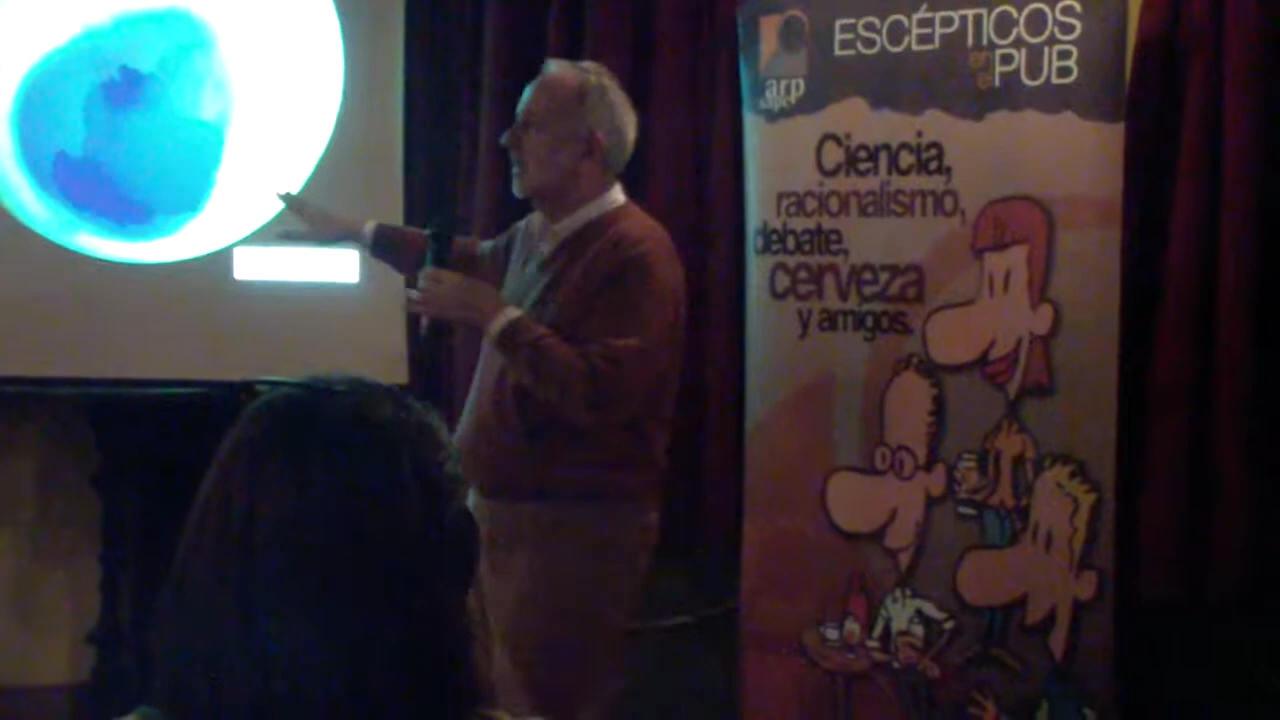 ESCÉPTICOS
en
el
PUB
arp
sapc
Ciencia,
racionalismo,
debate,
cerveza
y amigos.